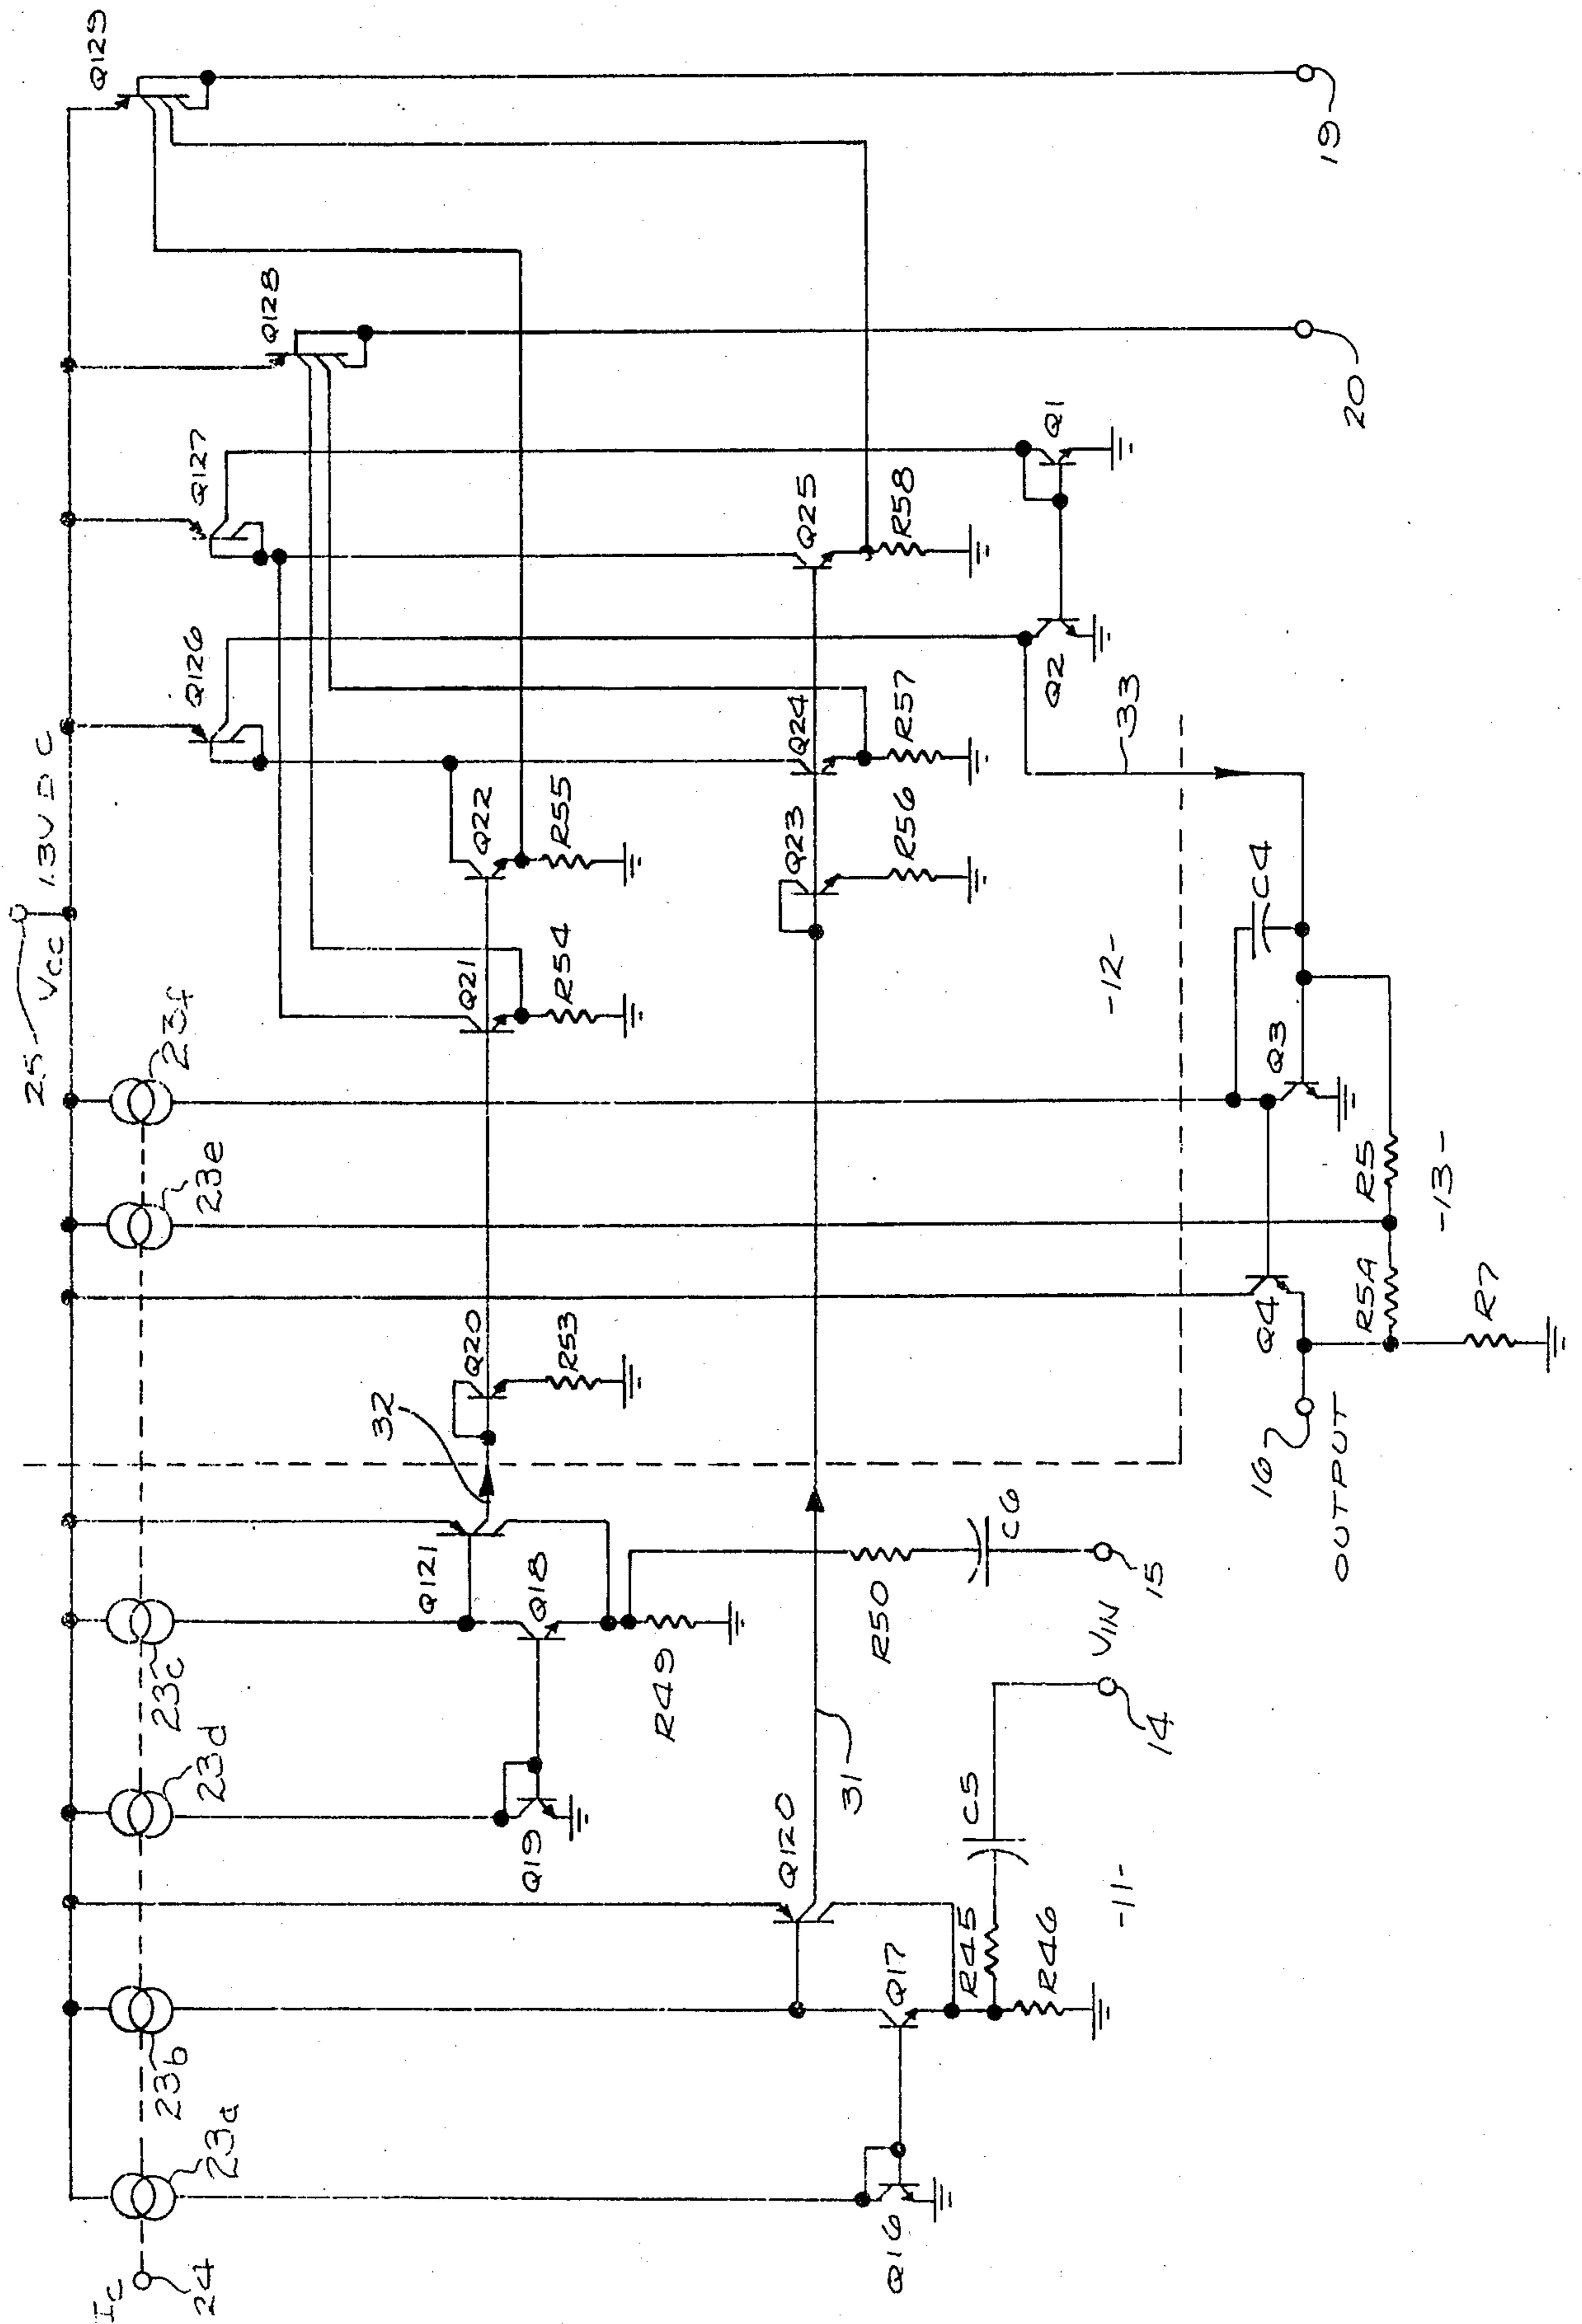 Q129
Q128
Q127
Q126
25
VCC
1.3V DC
23f
23e
23c
23d
23b
23a
IC
24
Q22
R55
Q21
R54
Q20
R53
32
Q121
Q18
R49
Q19
Q25
R58
Q24
R57
Q23
R56
Q1
Q2
33
-12-
C4
Q3
R5
-13-
Q4
R5A
R7
16
OUTPUT
C6
R50
15
VIN
14
31
C5
Q120
-11-
R45
R46
Q17
Q16
19
20